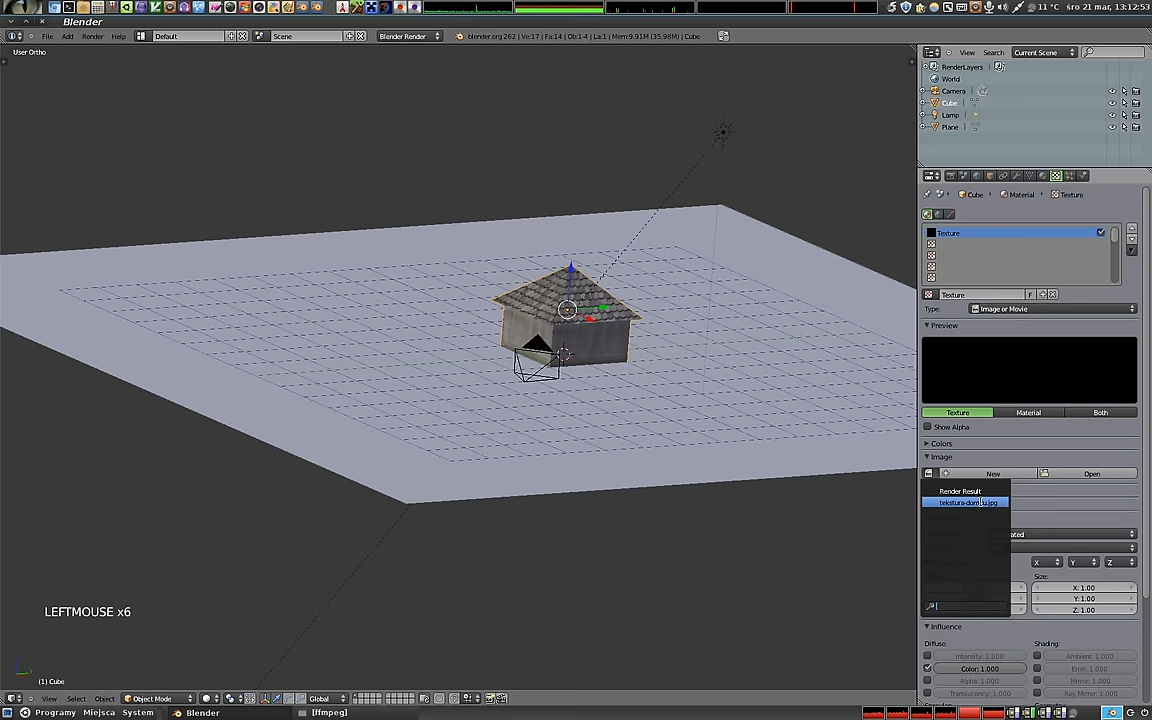 11 °C śro 21 mar, 13:12:53
Blender
File Add Render Help Default Scene Blender Render blender.org 262 | Ve:17 | Fa:14 | Ob:1-4 | La:1 | Mem:9.91M (35.98M) | Cube
User Ortho
View Search Current Scene
RenderLayers
World
Camera
Cube
Lamp
Plane
Cube Material Texture
Texture
Texture F
Type: Image or Movie
Preview
Texture Material Both
Show Alpha
Colors
Image
New Open
Render Result
X Y Z
Size:
X: 1.00
Y: 1.00
Z: 1.00
Influence
Diffuse: Shading:
Intensity: 1.000 Ambient: 1.000
Color: 1.000 Emit: 1.000
Alpha: 1.000 Mirror: 1.000
Translucency: 1.000 Ray Mirror: 1.000
LEFTMOUSE x6
(1) Cube
View Select Object Object Mode Global
Programy Miejsca System Blender [ffmpeg]